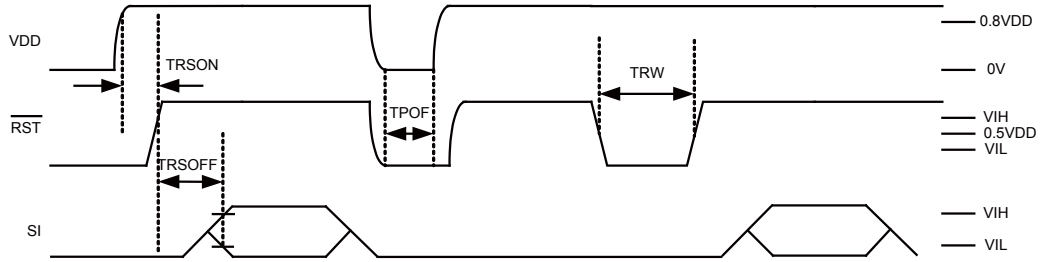 0.8VDD
VDD
TRSON
TRW
0V
TPOF
VIH
RST
0.5VDD
VIL
TRSOFF
VIH
SI
VIL